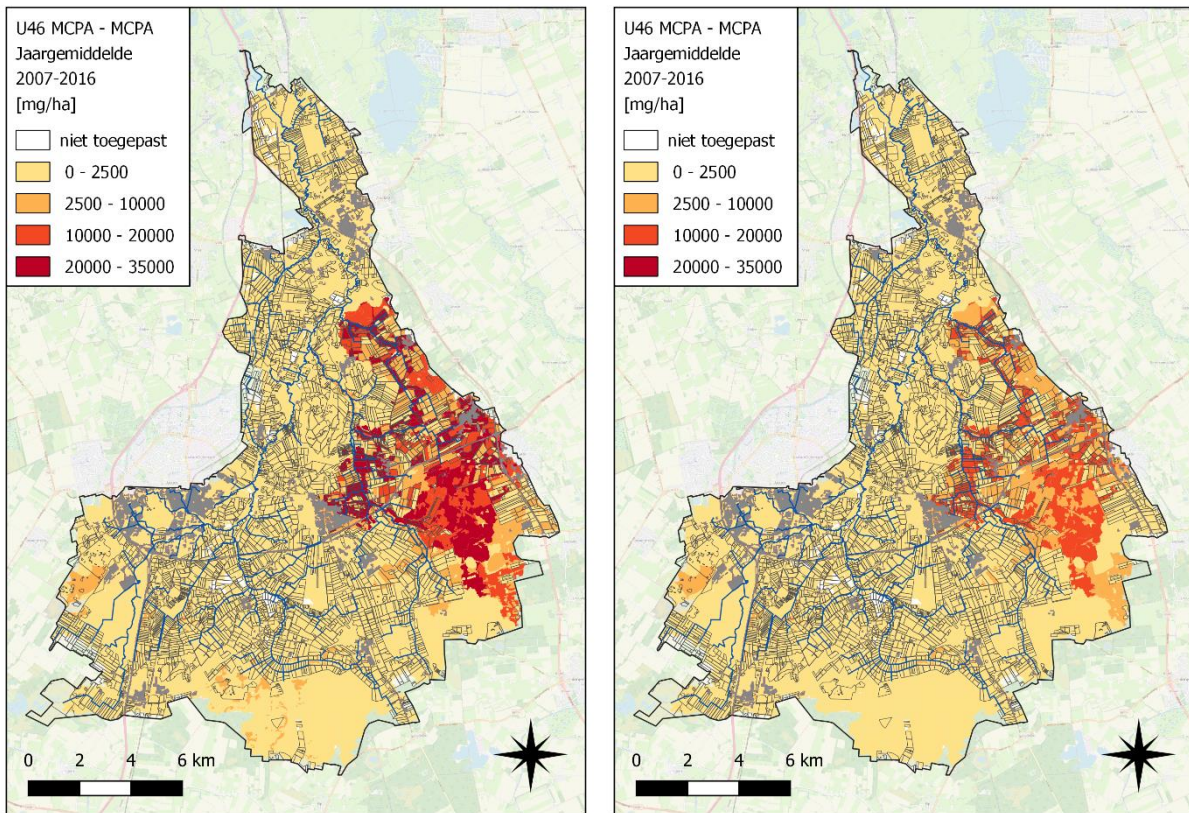 U46 MCPA - MCPA
Jaargemiddelde
2007-2016
[mg/ha]
niet toegepast
0 - 2500
2500 - 10000
10000 - 20000
20000 - 35000
0 2 4 6 km
U46 MCPA - MCPA
Jaargemiddelde
2007-2016
[mg/ha]
niet toegepast
0 - 2500
2500 - 10000
10000 - 20000
20000 - 35000
0 2 4 6 km